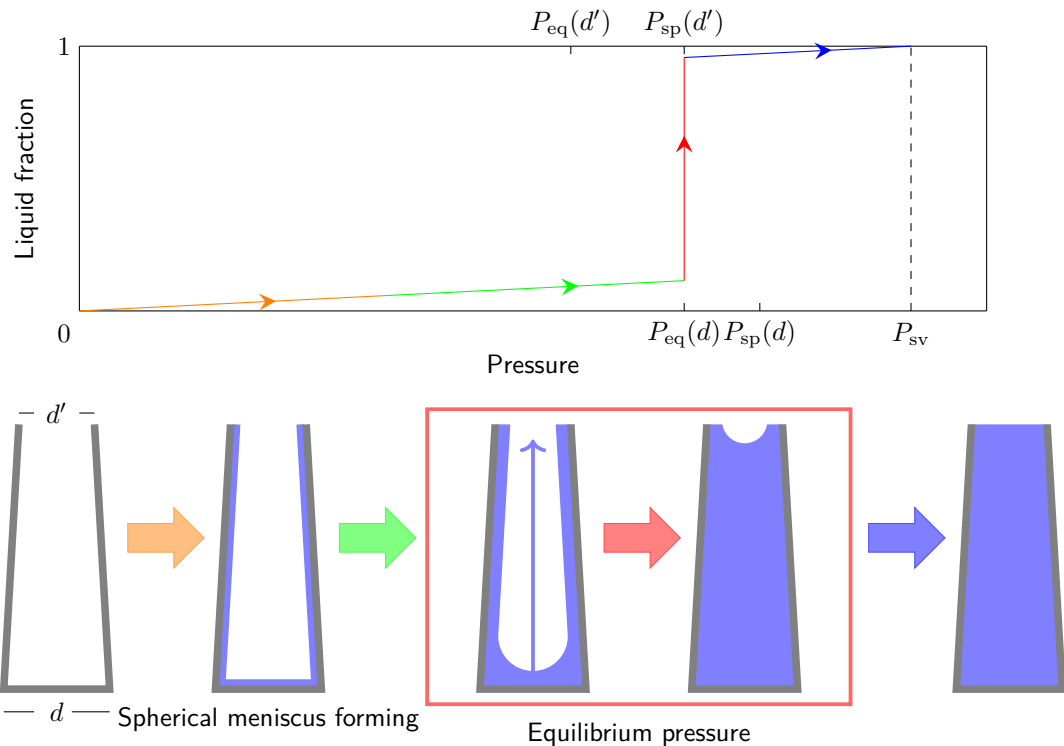 P_eq(d′) P_sp(d′)
1
Liquid fraction
0
P_eq(d) P_sp(d) P_sv
Pressure
d′
d
Spherical meniscus forming
Equilibrium pressure